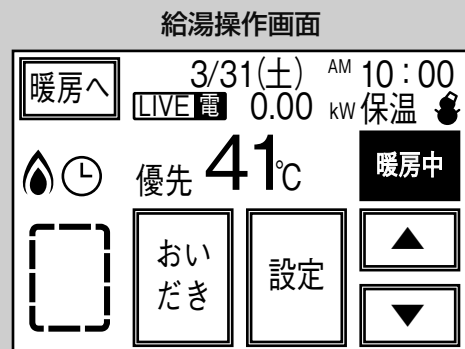 給湯操作画面
暖房へ
3/31(土) AM 10:00
LIVE 電 0.00 kW 保温
優先 41℃
暖房中
おい
だき
設定
▲
▼